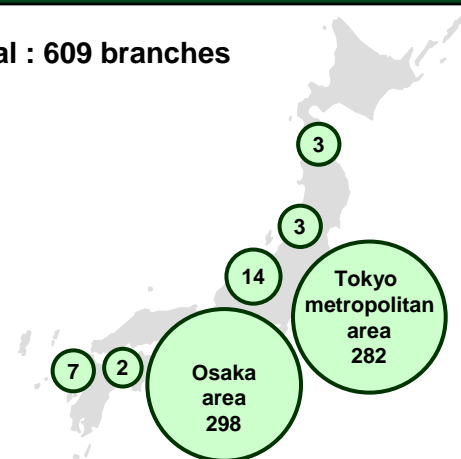 al : 609 branches
3
3
14
Tokyo
metropolitan
area
282
7
2
Osaka
area
298